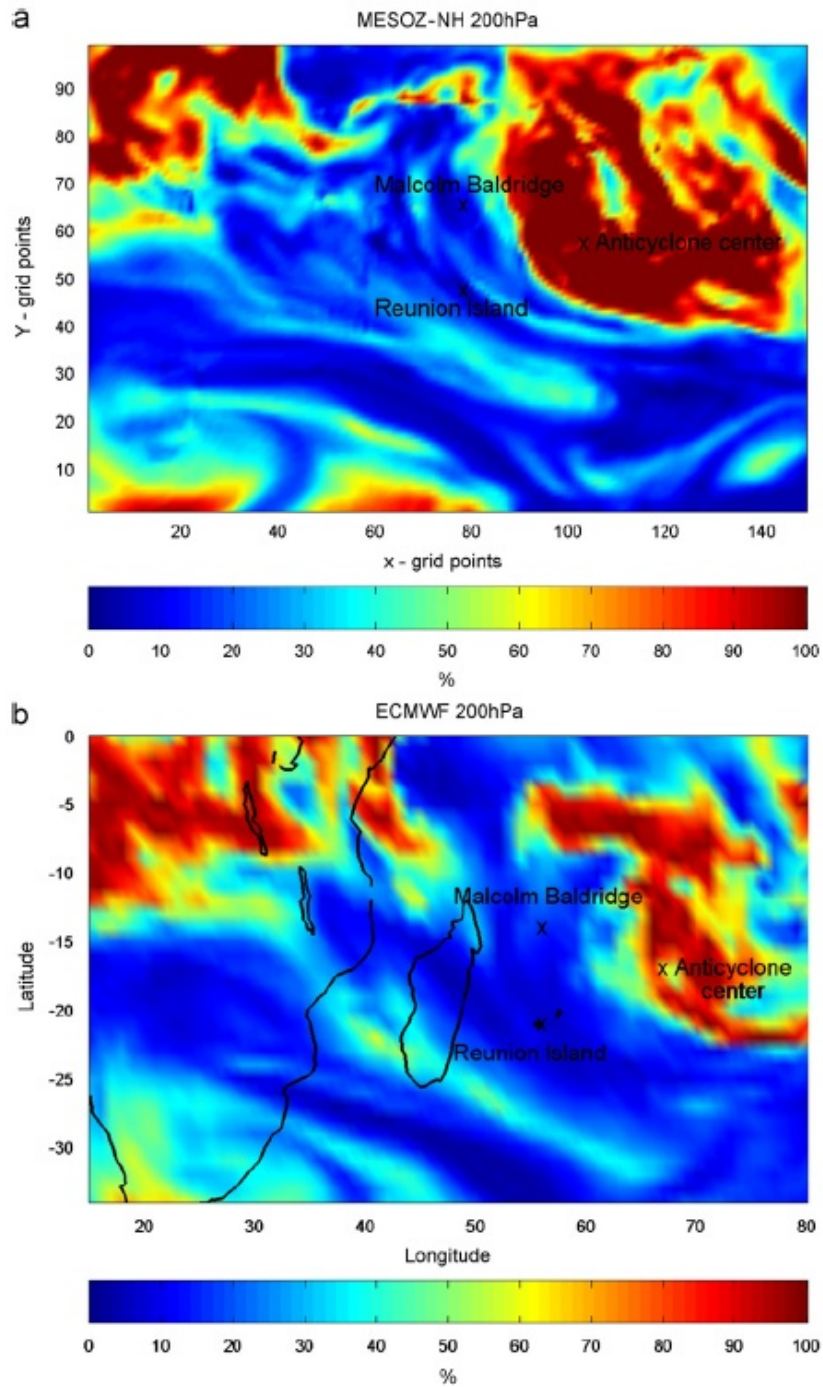 a
MESOZ-NH 200hPa
90
80
70
60
50
40
30
20
10
Y - grid points
Malcolm Baldridge
x
x Anticyclone center
x
Reunion Island
20 40 60 80 100 120 140
x - grid points
0 10 20 30 40 50 60 70 80 90 100
%
b
ECMWF 200hPa
0
-5
-10
-15
-20
-25
-30
Latitude
Malcolm Baldridge
x
x Anticyclone
center
x
Reunion Island
20 30 40 50 60 70 80
Longitude
0 10 20 30 40 50 60 70 80 90 100
%